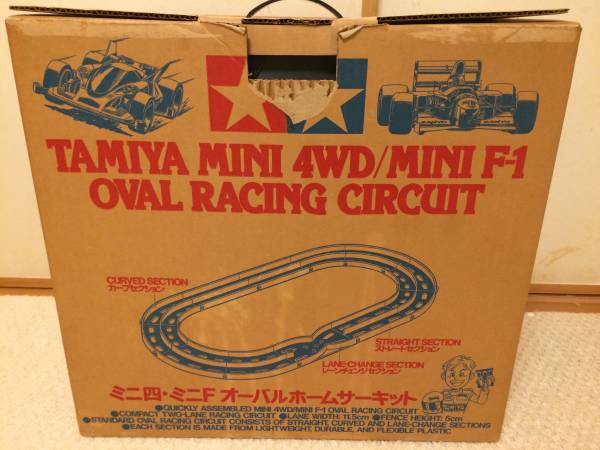 TAMIYA MINI 4WD/MINI F-1
OVAL RACING CIRCUIT
CURVED SECTION
カーブセクション
STRAIGHT SECTION
ストレートセクション
LANE-CHANGE SECTION
レーンチェンジセクション
ミニ四・ミニF オーバルホームサーキット
●QUICKLY ASSEMBLED MINI 4WD/MINI F-1 OVAL RACING CIRCUIT
●COMPACT TWO-LANE RACING CIRCUIT ●LANE WIDTH: 11.5cm ●FENCE HEIGHT: 5cm
●STANDARD OVAL RACING CIRCUIT CONSISTS OF STRAIGHT, CURVED AND LANE-CHANGE SECTIONS
●EACH SECTION IS MADE FROM LIGHTWEIGHT, DURABLE, AND FLEXIBLE PLASTIC